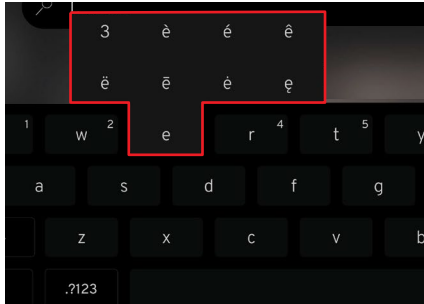 3 è é ê
ë ē ė ę
1 w 2 e r 4 t 5 y
a s d f g
z x c v b
.?123